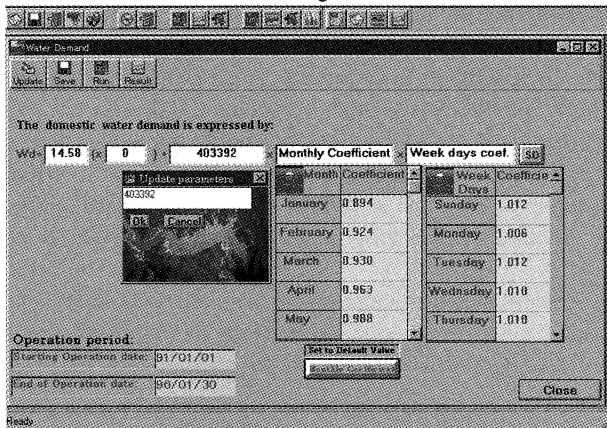 Water Demand
Update Save Run Result
The domestic water demand is expressed by:
Wd= 14.58 (x 0 ) + 403392 x Monthly Coefficient x Week days coef. SD
Update parameters
403392
Ok Cancel
Month Coefficient
January 0.894
February 0.924
March 0.930
April 0.963
May 0.988
Week Days Coefficie
Sunday 1.012
Monday 1.006
Tuesday 1.012
Wednsday 1.010
Thursday 1.010
Operation period:
Starting Operation date: 91/01/01
End of Operation date: 96/01/30
Set to Default Value
Monthly Coefficient
Close
Ready